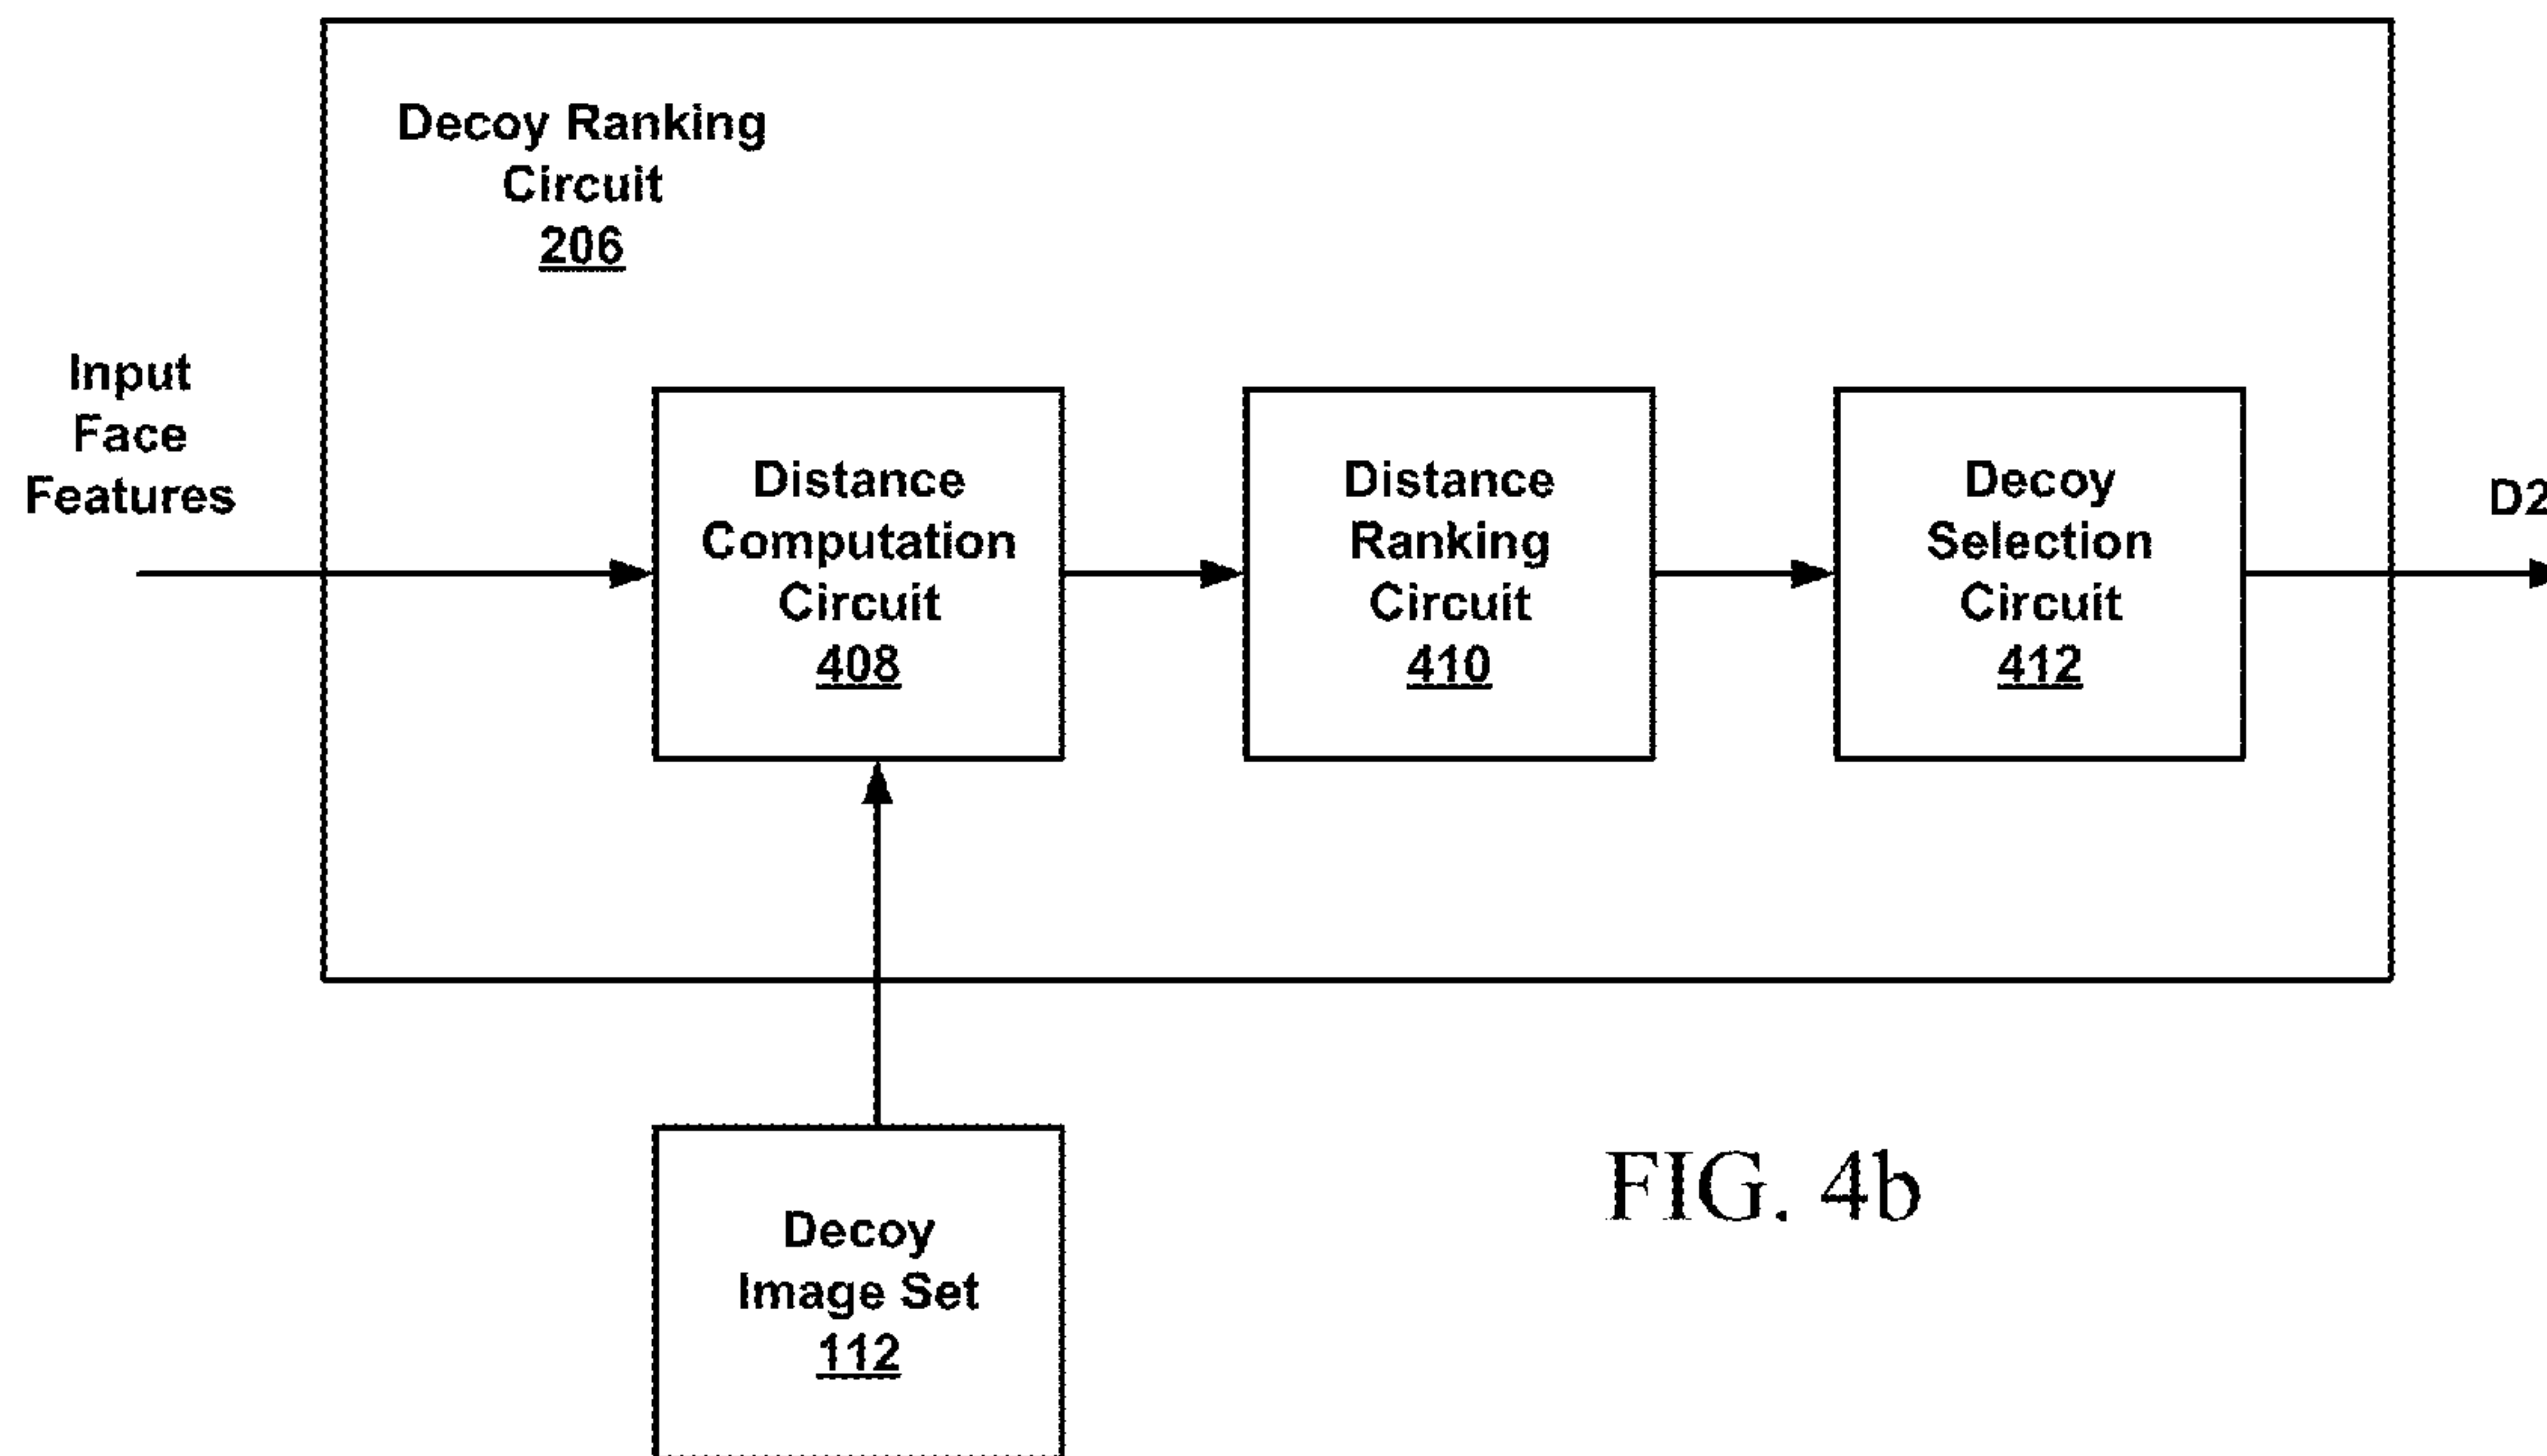 Decoy Ranking
Circuit
206
Input
Face
Features
Distance
Computation
Circuit
408
Distance
Ranking
Circuit
410
Decoy
Selection
Circuit
412
D2
Decoy
Image Set
112
FIG. 4b